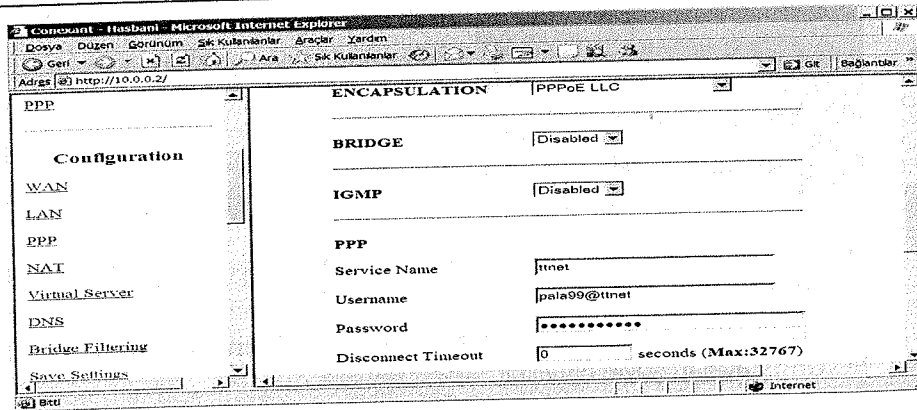 Conexant - Hasbani - Microsoft Internet Explorer
Dosya Düzen Görünüm Sık Kullanılanlar Araçlar Yardım
Geri Ara Sık Kullanılanlar
Adres http://10.0.0.2/ Git Bağlantılar
PPP
Configuration
WAN
LAN
PPP
NAT
Virtual Server
DNS
Bridge Filtering
Save Settings
ENCAPSULATION PPPoE LLC
BRIDGE Disabled
IGMP Disabled
PPP
Service Name ttnet
Username pala99@ttnet
Password ●●●●●●●●●●●
Disconnect Timeout 0 seconds (Max:32767)
Bitti Internet